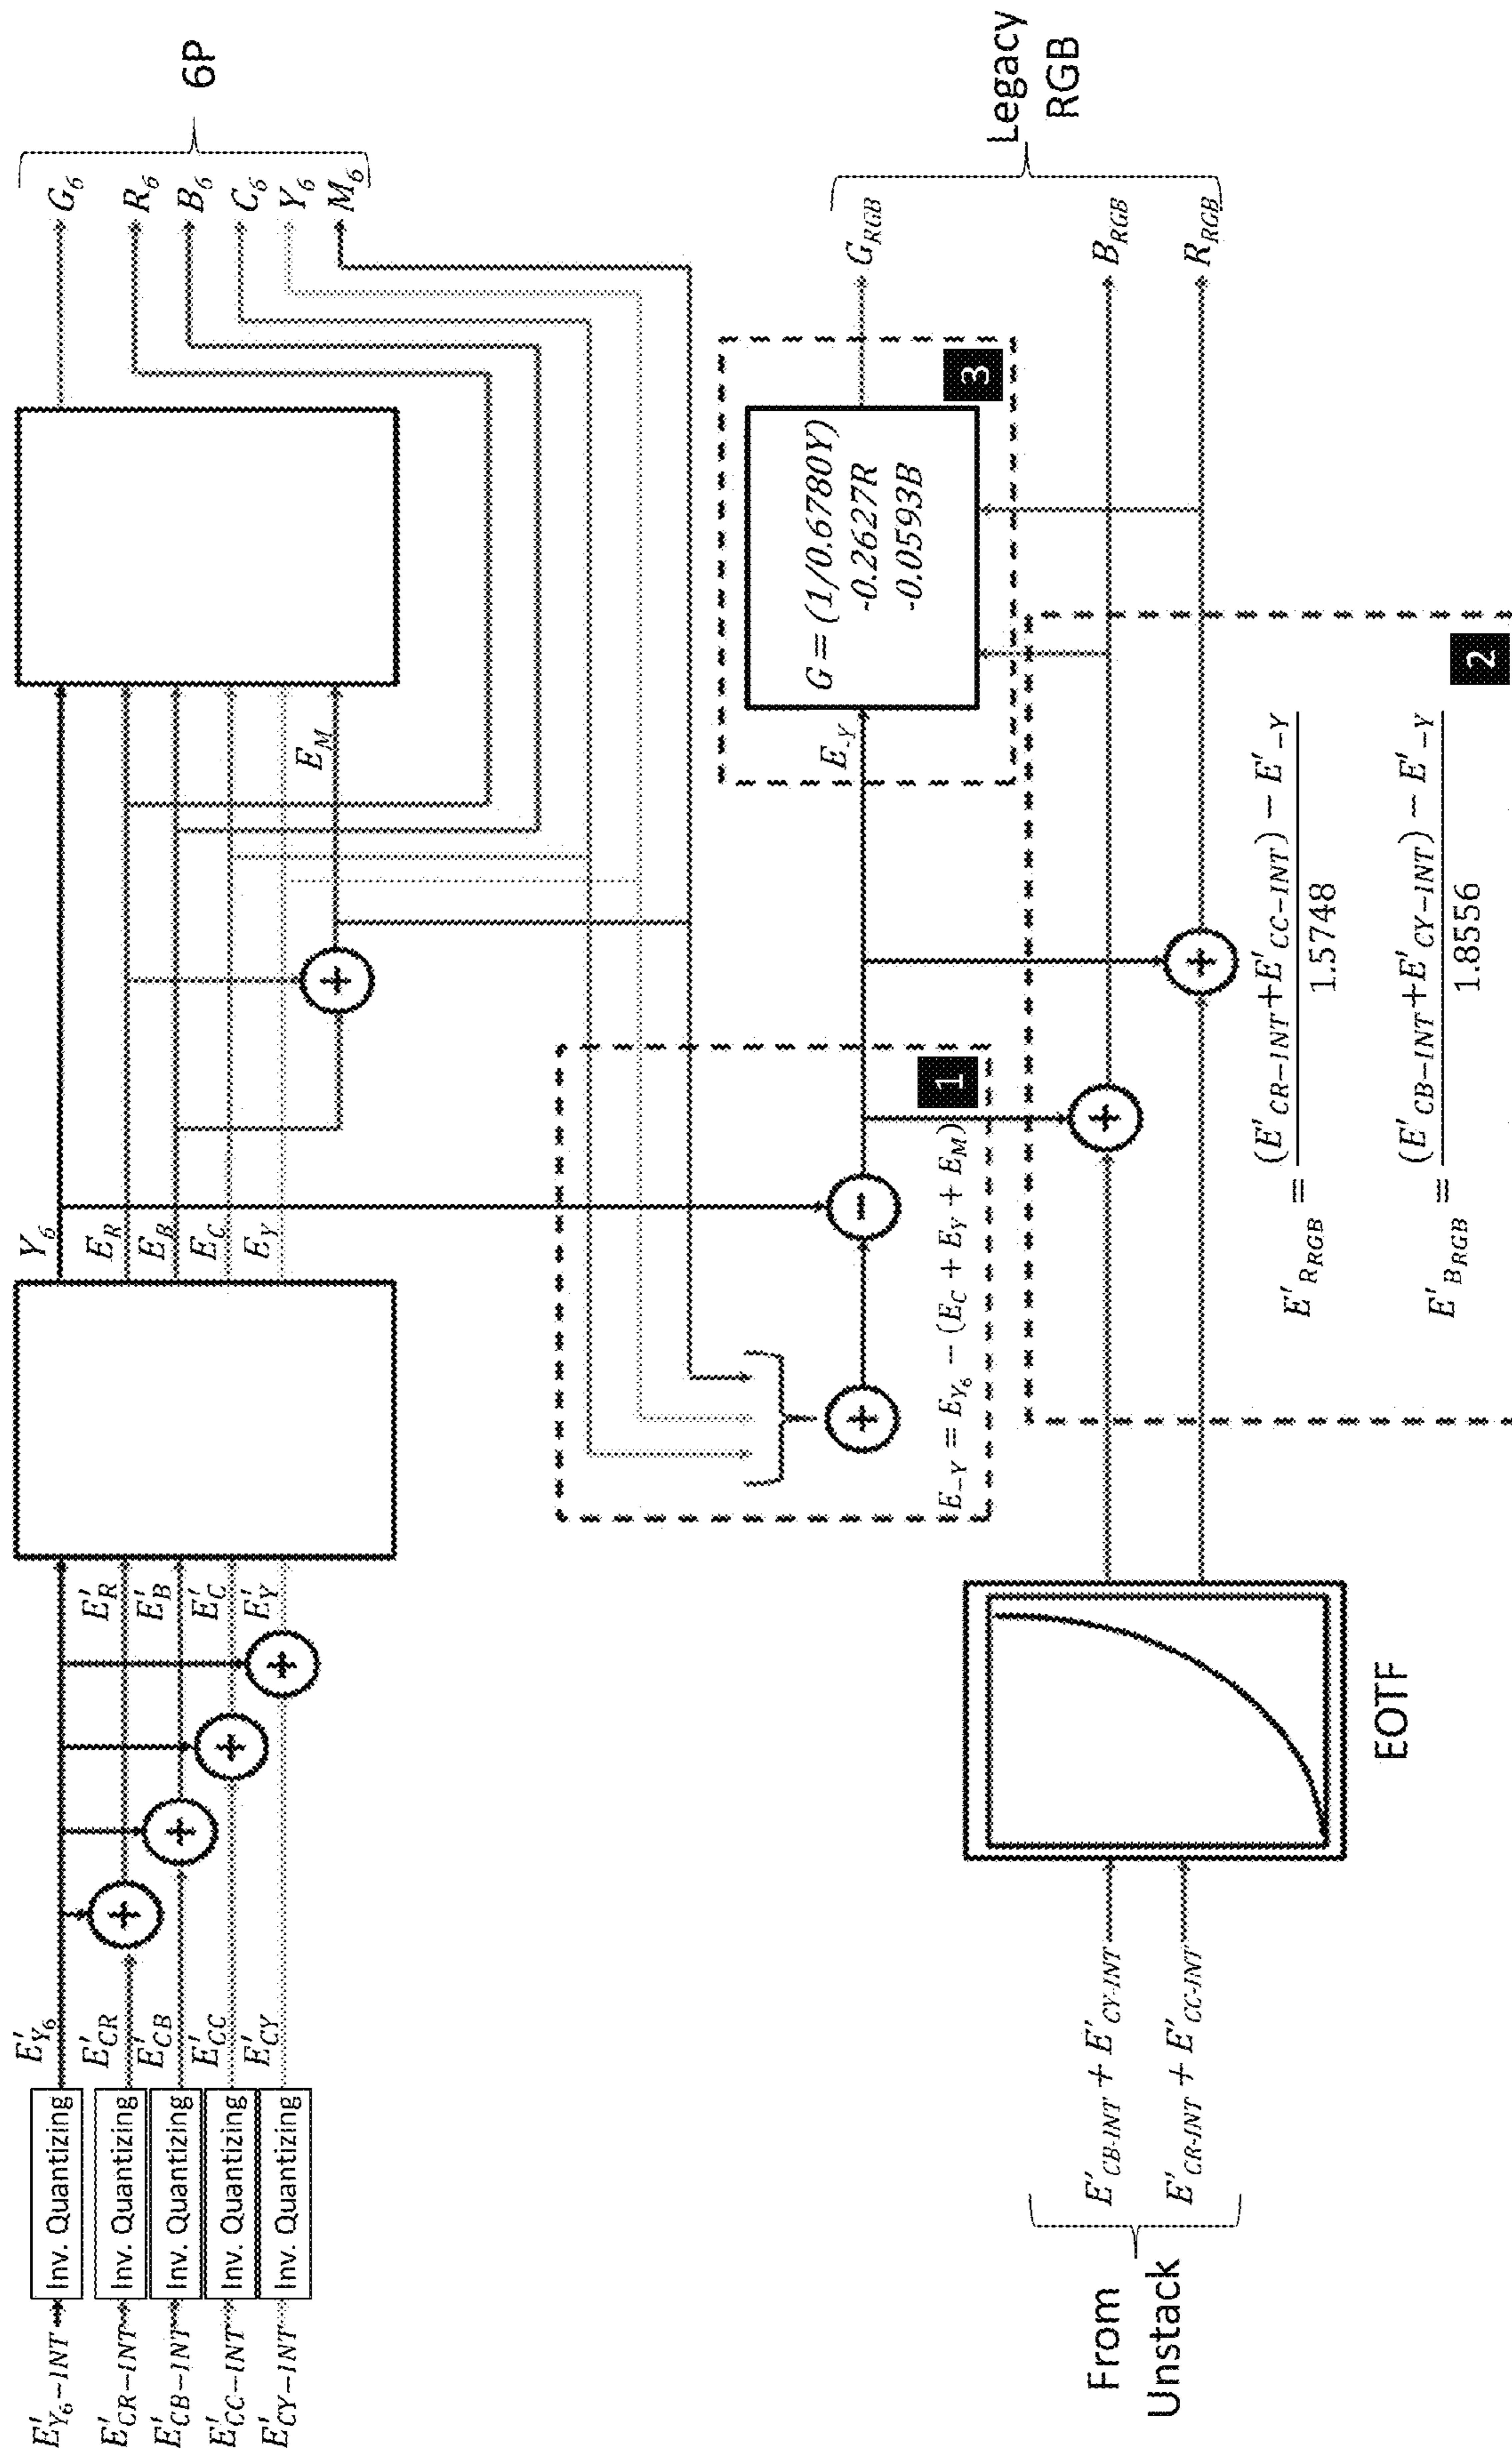 E'Y6-INT
Inv. Quantizing
E'Y6
E'CR-INT
Inv. Quantizing
E'CR
E'CB-INT
Inv. Quantizing
E'CB
E'CC-INT
Inv. Quantizing
E'CC
E'CY-INT
Inv. Quantizing
E'CY
+
+
+
+
E'R
E'B
E'C
E'Y
Y6
ER
EB
EC
EY
+
EM
G6
R6
B6
C6
Y6
M6
6P
+
−
E-Y = EY6 − (EC + EY + EM)
1
E-Y
G = (1/0.6780Y)
-0.2627R
-0.0593B
3
GRGB
BRGB
RRGB
Legacy
RGB
From
Unstack
E'CB-INT + E'CY-INT
E'CR-INT + E'CC-INT
EOTF
+
+
E'RRGB = (E'CR-INT+E'CC-INT) − E'-Y
1.5748
E'BRGB = (E'CB-INT+E'CY-INT) − E'-Y
1.8556
2